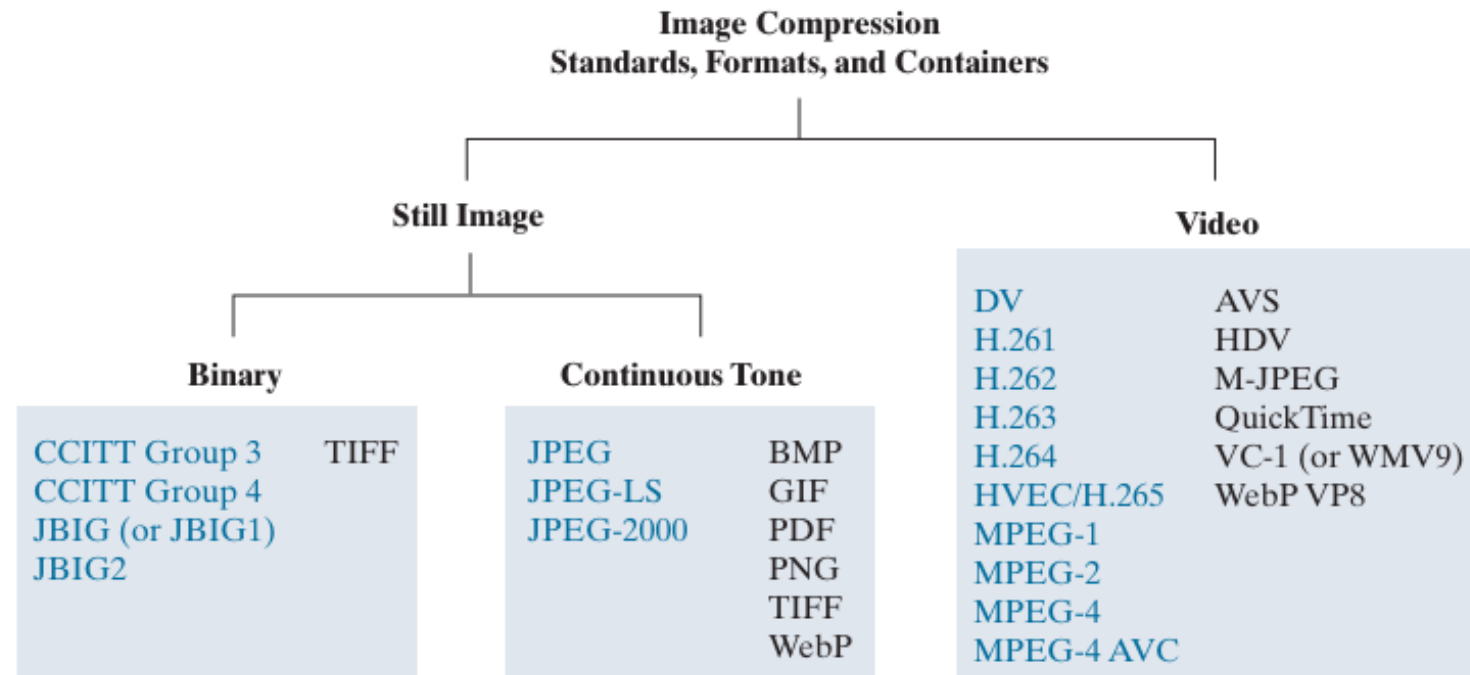 Image Compression
Standards, Formats, and Containers
Still Image
Video
Binary
CCITT Group 3 TIFF
CCITT Group 4
JBIG (or JBIG1)
JBIG2
Continuous Tone
JPEG BMP
JPEG-LS GIF
JPEG-2000 PDF
PNG
TIFF
WebP
DV AVS
H.261 HDV
H.262 M-JPEG
H.263 QuickTime
H.264 VC-1 (or WMV9)
HVEC/H.265 WebP VP8
MPEG-1
MPEG-2
MPEG-4
MPEG-4 AVC